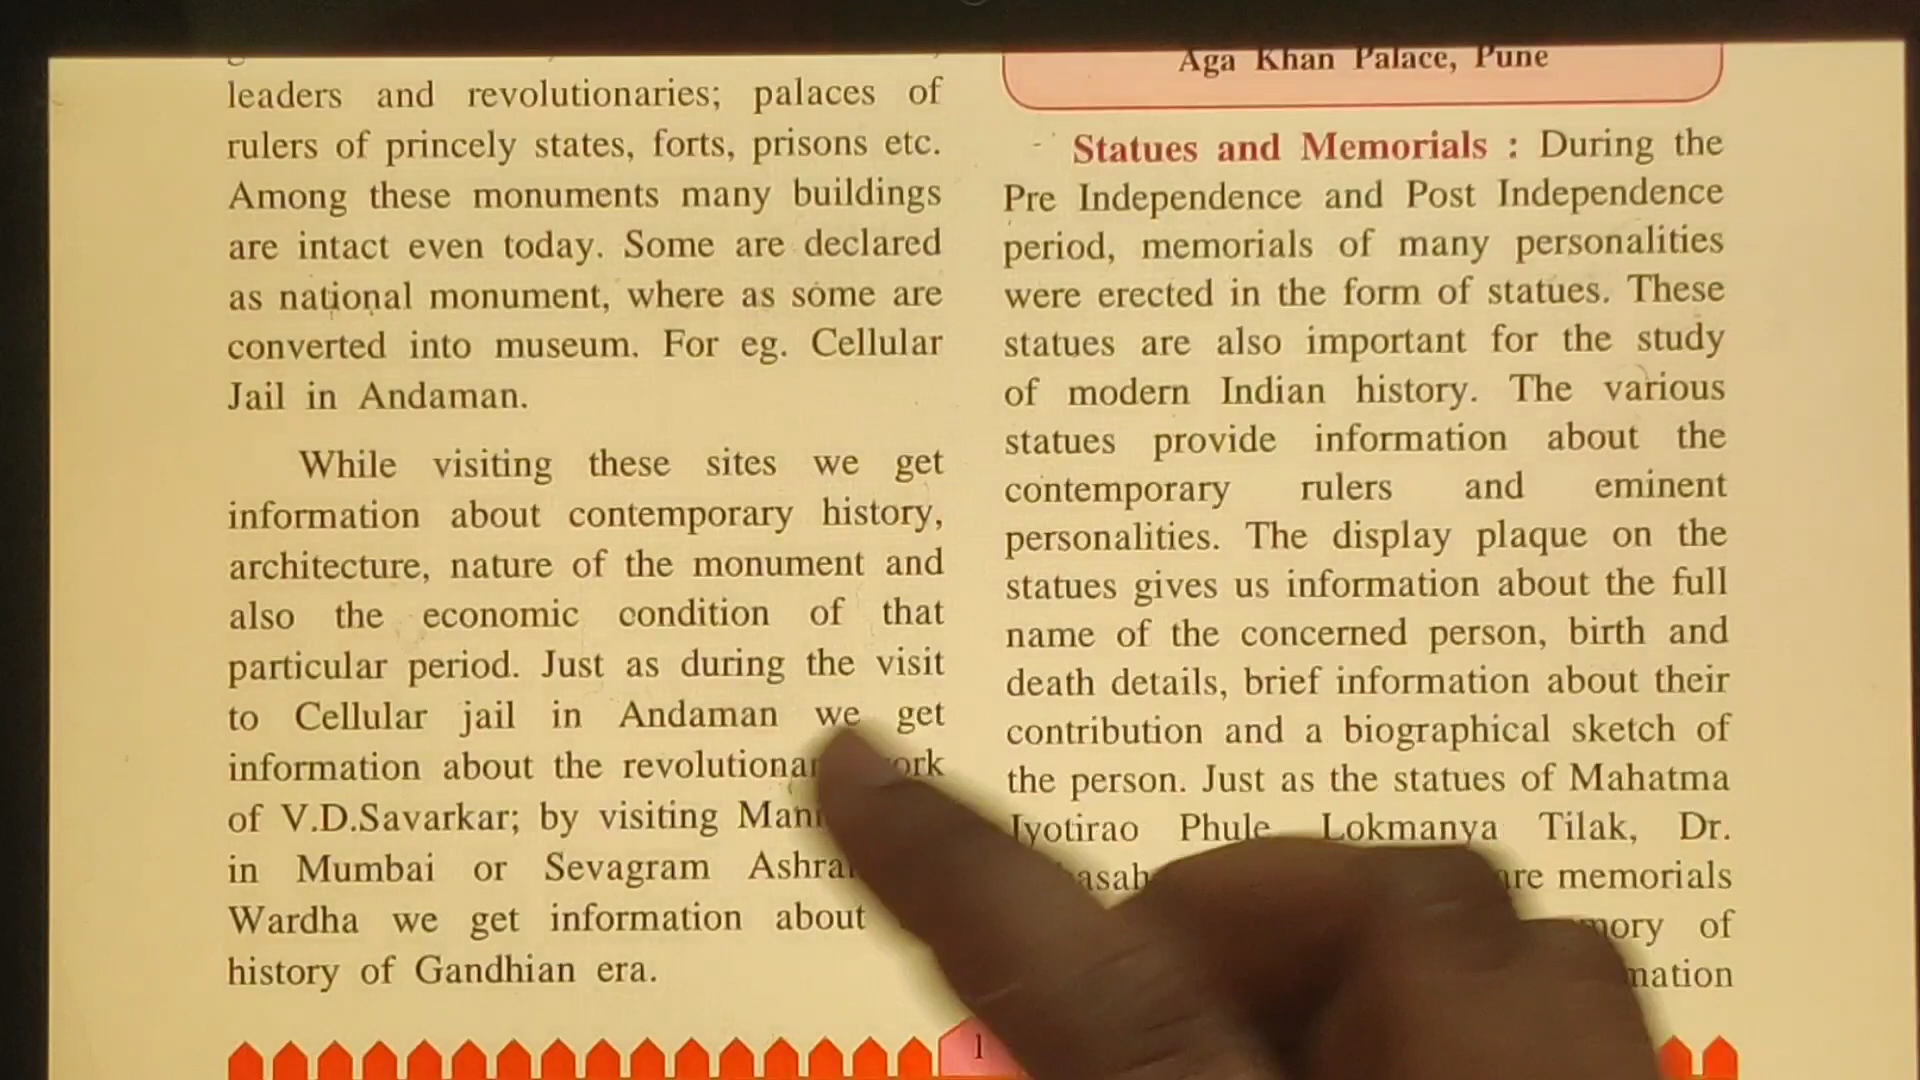 leaders and revolutionaries; palaces of
rulers of princely states, forts, prisons etc.
Among these monuments many buildings
are intact even today. Some are declared
as national monument, where as some are
converted into museum. For eg. Cellular
Jail in Andaman.
While visiting these sites we get
information about contemporary history,
architecture, nature of the monument and
also the economic condition of that
particular period. Just as during the visit
to Cellular jail in Andaman we get
information about the
of V.D.Savarkar; by visiting
in Mumbai or Sevagram
Wardha we get information about
history of Gandhian era.
Aga Khan Palace, Pune
Statues and Memorials : During the
Pre Independence and Post Independence
period, memorials of many personalities
were erected in the form of statues. These
statues are also important for the study
of modern Indian history. The various
statues provide information about the
contemporary rulers and eminent
personalities. The display plaque on the
statues gives us information about the full
name of the concerned person, birth and
death details, brief information about their
contribution and a biographical sketch of
the person. Just as the statues of Mahatma
Jyotirao Phule, Lokmanya Tilak, Dr.
are memorials
of
1